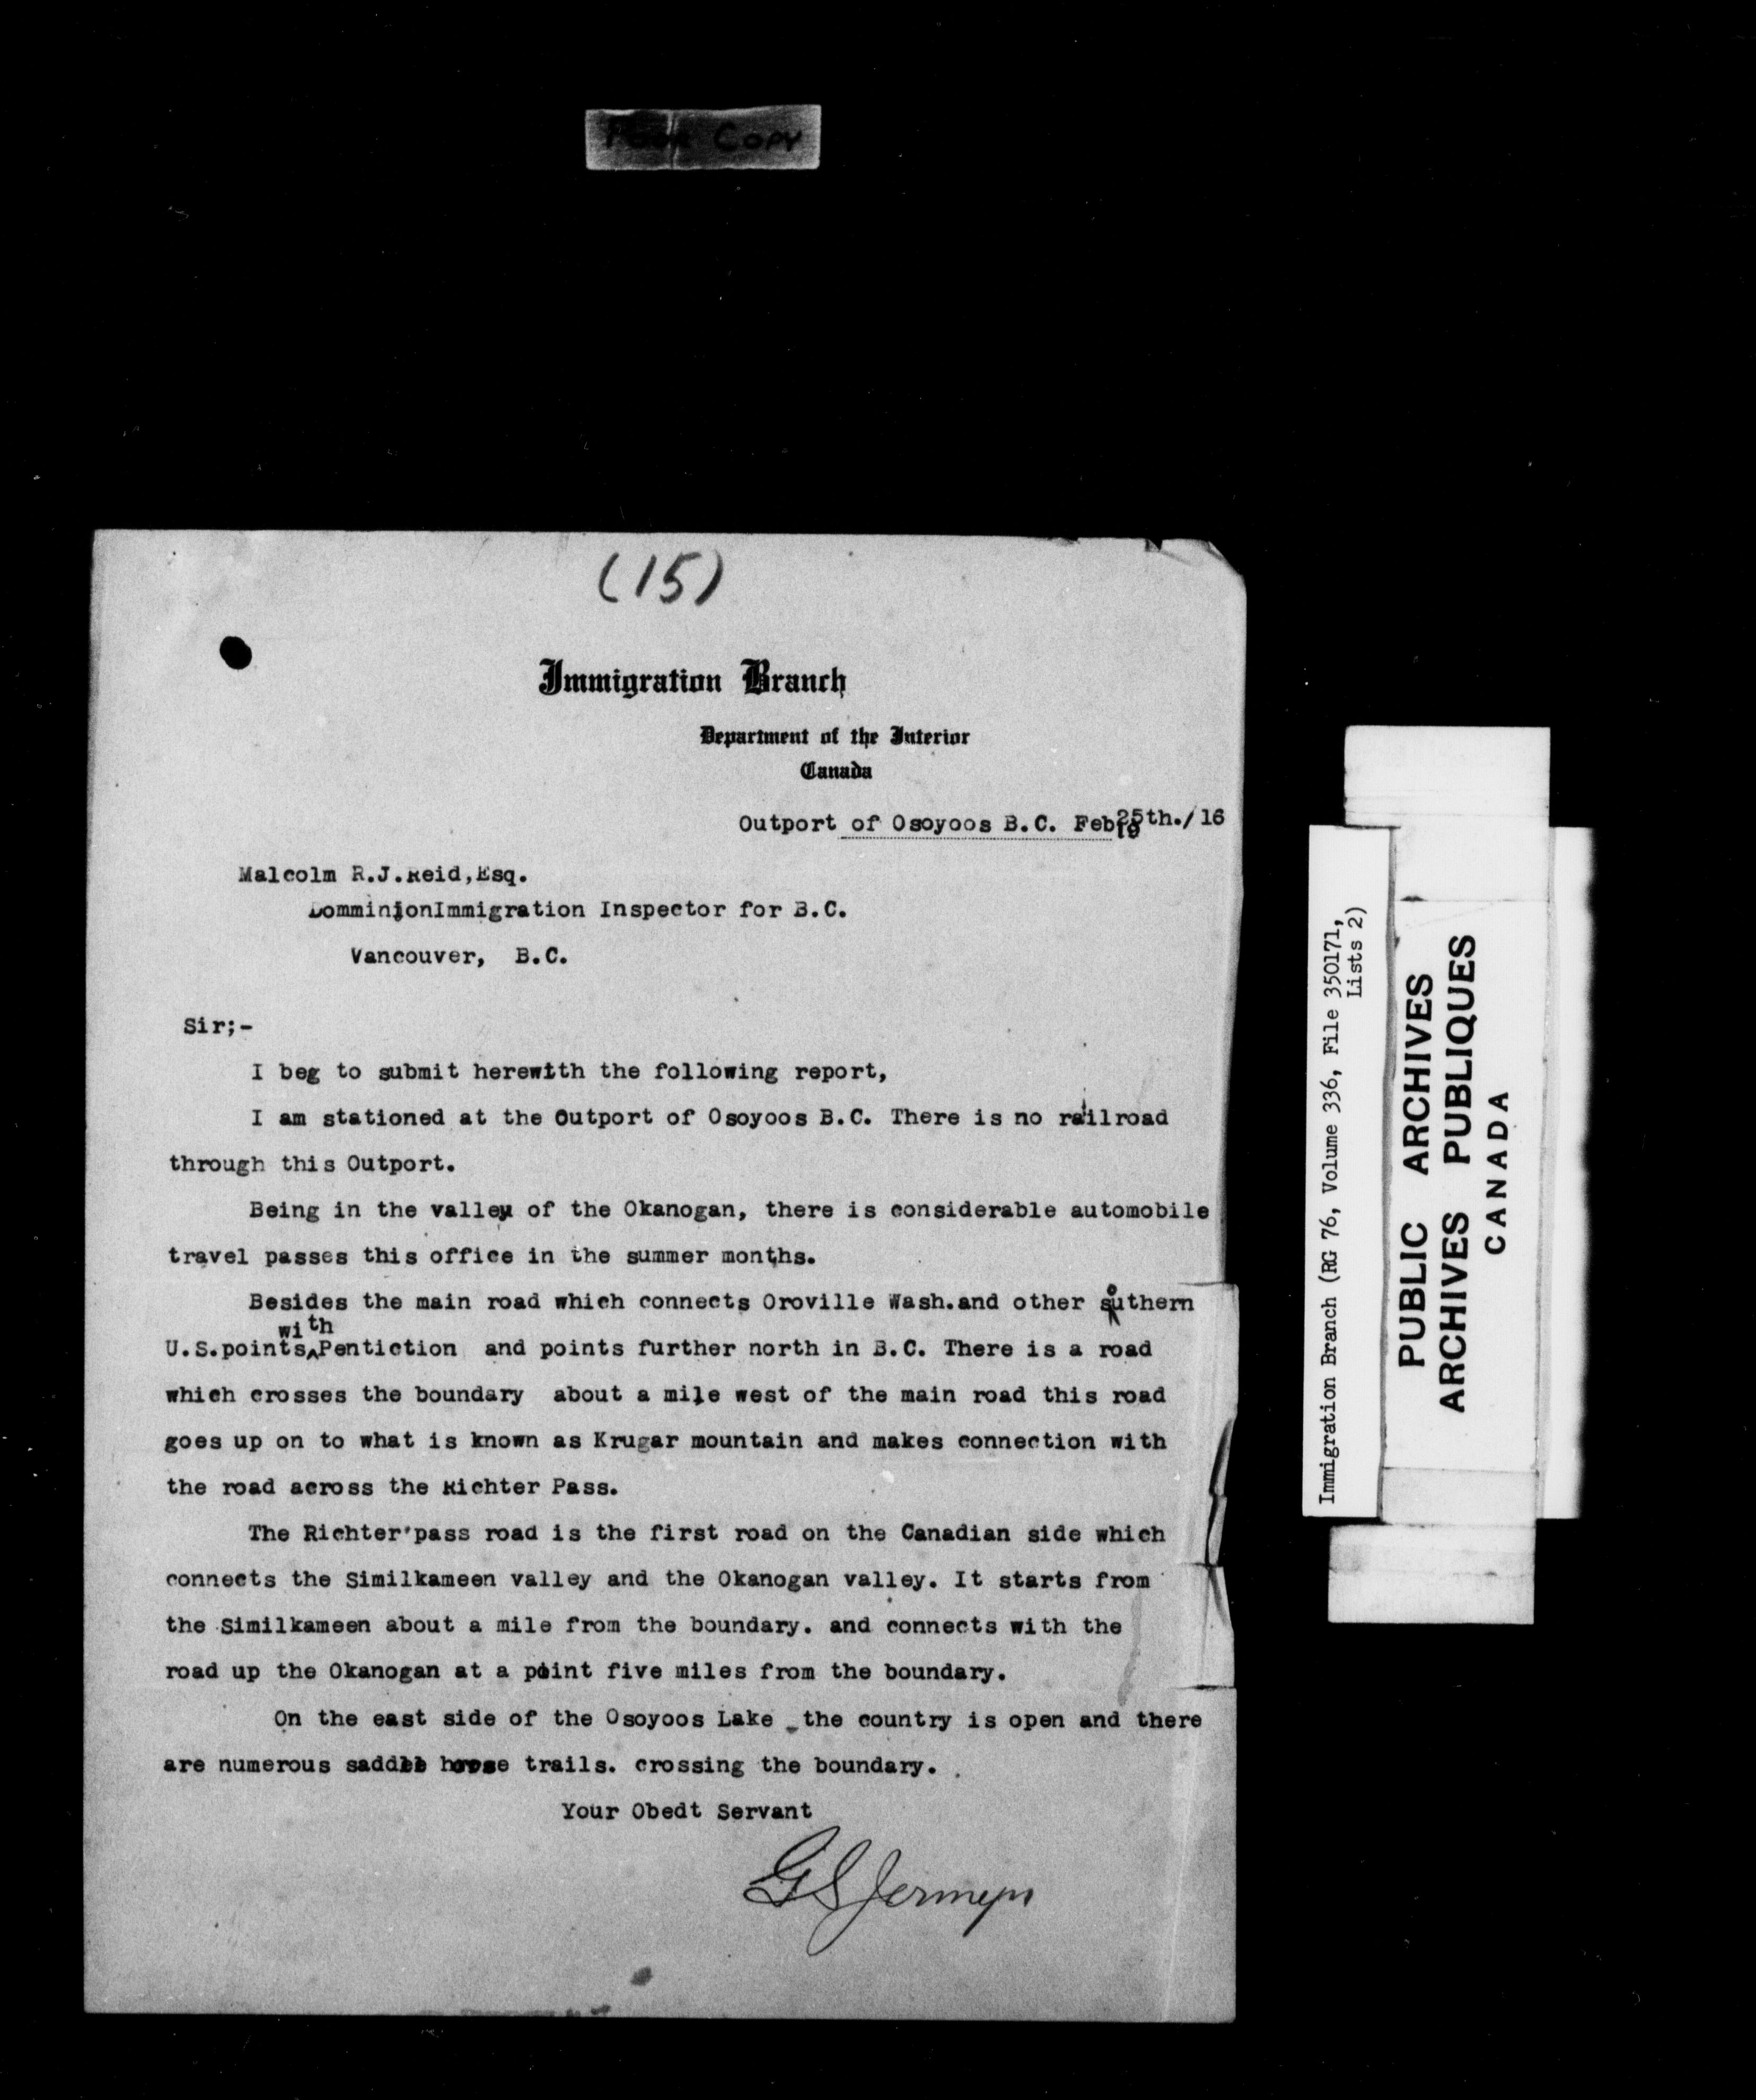 Poor Copy
(15)
Immigration Branch
Department of the Interior
Canada
Outport of Osoyoos B.C. Feb 25th./16
19
Malcolm R.J.Reid,Esq.
DomminionImmigration Inspector for B.C.
Vancouver, B.C.
Sir;-
I beg to submit herewith the following report,
I am stationed at the Outport of Osoyoos B.C. There is no railroad
through this Outport.
Being in the valley of the Okanogan, there is considerable automobile
travel passes this office in the summer months.
Besides the main road which connects Oroville Wash.and other southern
U.S.points with Pentiction and points further north in B.C. There is a road
which crosses the boundary about a mile west of the main road this road
goes up on to what is known as Krugar mountain and makes connection with
the road across the Richter Pass.
The Richter'pass road is the first road on the Canadian side which
connects the Similkameen valley and the Okanogan valley. It starts from
the Similkameen about a mile from the boundary. and connects with the
road up the Okanogan at a point five miles from the boundary.
On the east side of the Osoyoos Lake the country is open and there
are numerous saddle horse trails. crossing the boundary.
Your Obedt Servant
G S Jermyn
Immigration Branch (RG 76, Volume 336, File 350171,
Lists 2)
PUBLIC ARCHIVES
ARCHIVES PUBLIQUES
CANADA